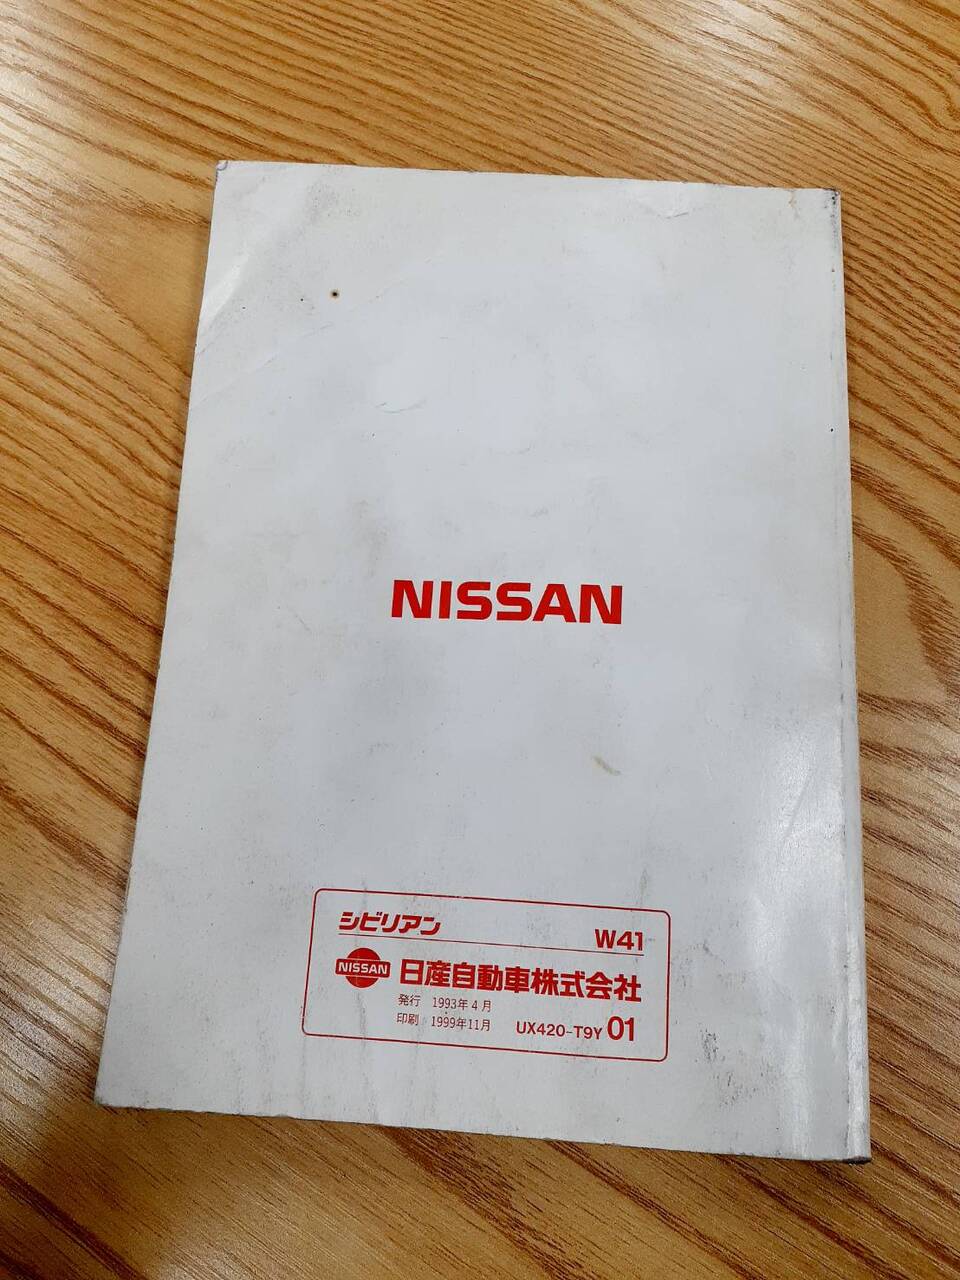 NISSAN
シビリアン W41
NISSAN 日産自動車株式会社
発行 1993年4月
印刷 1999年11月 UX420-T9Y 01